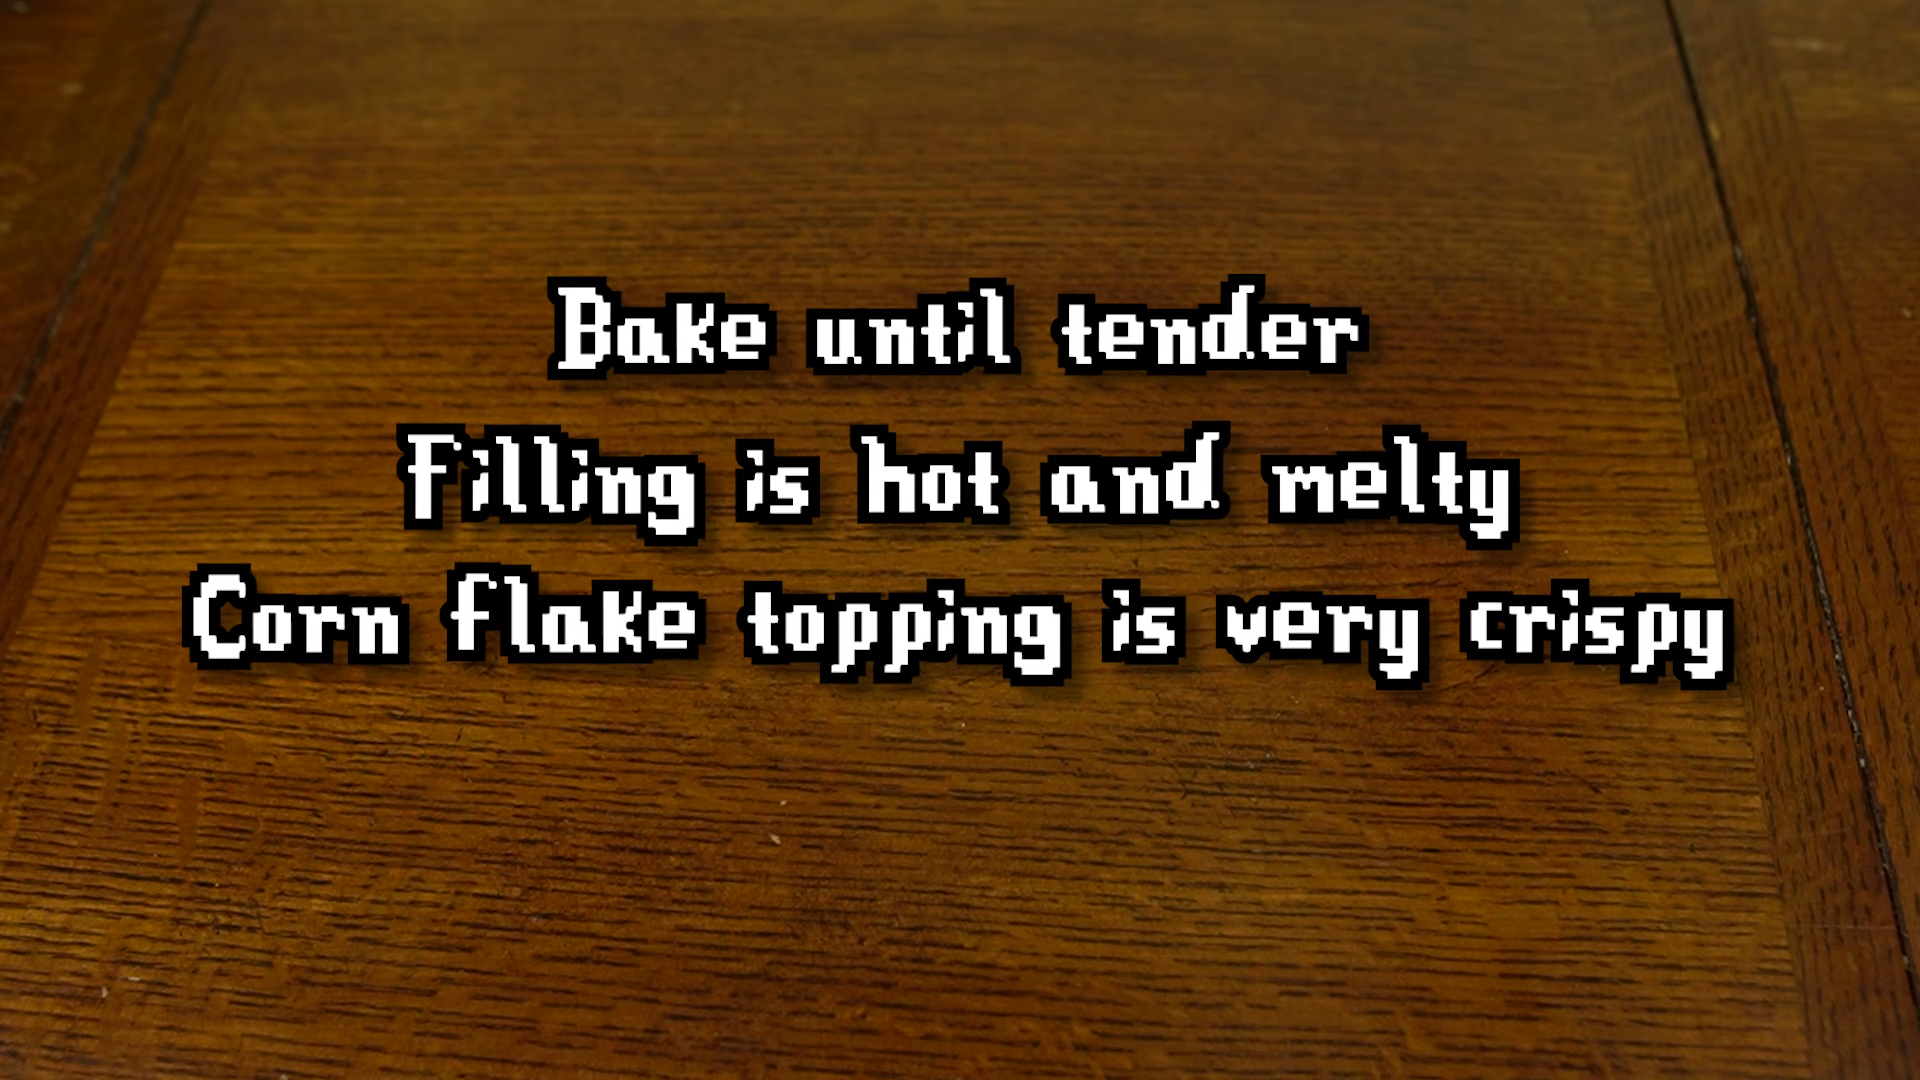 Bake until tender
Filling is hot and melty
Corn flake topping is very crispy